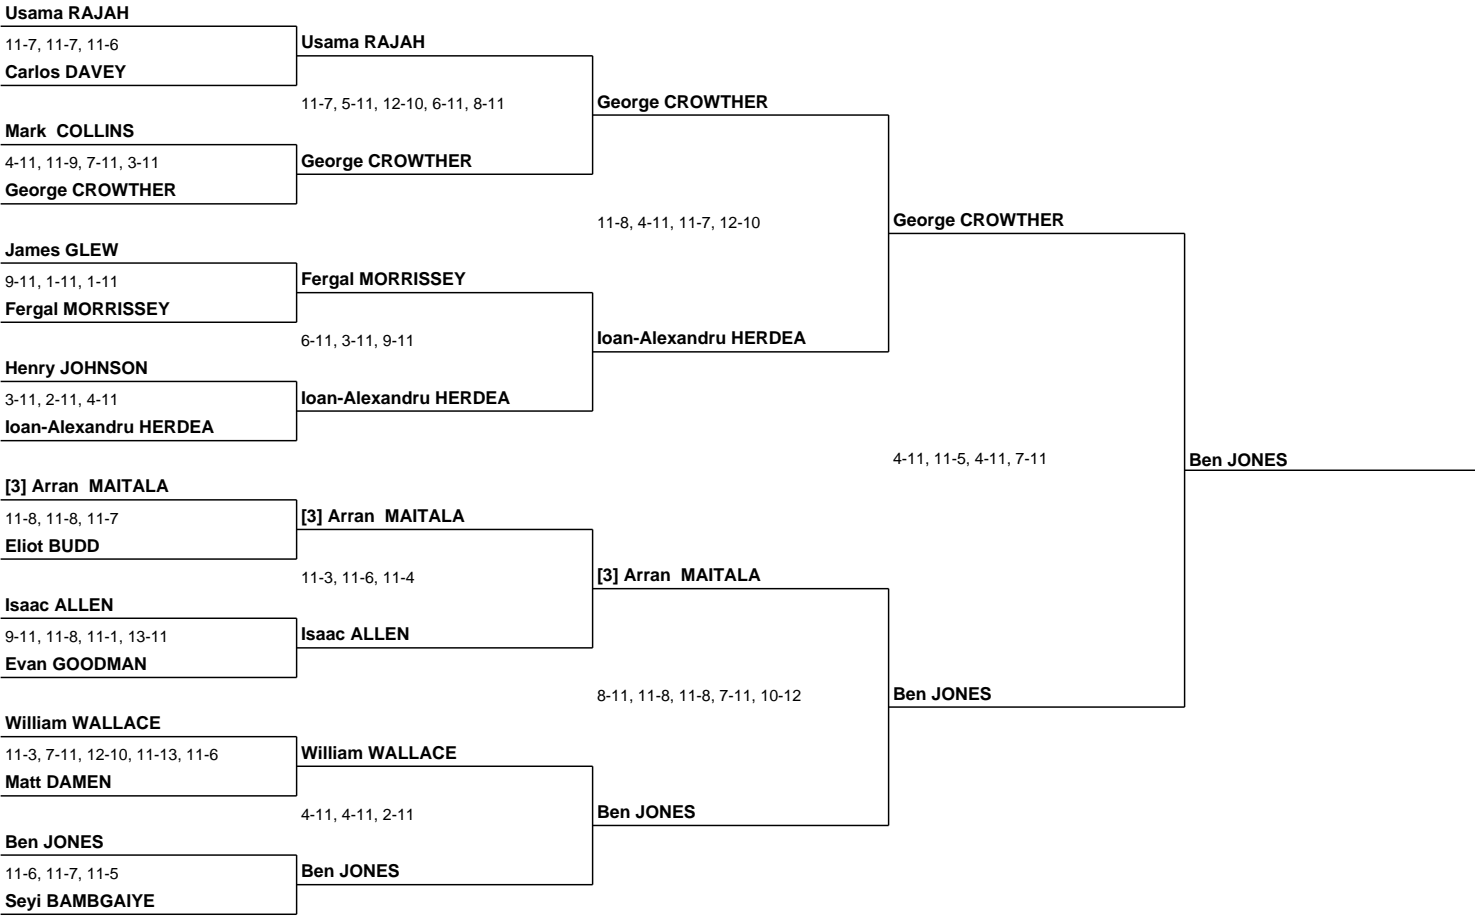 Usama RAJAH
11-7, 11-7, 11-6
Carlos DAVEY
Mark  COLLINS
4-11, 11-9, 7-11, 3-11
George CROWTHER
James GLEW
9-11, 1-11, 1-11
Fergal MORRISSEY
Henry JOHNSON
3-11, 2-11, 4-11
Ioan-Alexandru HERDEA
[3] Arran  MAITALA
11-8, 11-8, 11-7
Eliot BUDD
Isaac ALLEN
9-11, 11-8, 11-1, 13-11
Evan GOODMAN
William WALLACE
11-3, 7-11, 12-10, 11-13, 11-6
Matt DAMEN
Ben JONES
11-6, 11-7, 11-5
Seyi BAMBGAIYE
Usama RAJAH
11-7, 5-11, 12-10, 6-11, 8-11
George CROWTHER
Fergal MORRISSEY
6-11, 3-11, 9-11
Ioan-Alexandru HERDEA
[3] Arran  MAITALA
11-3, 11-6, 11-4
Isaac ALLEN
William WALLACE
4-11, 4-11, 2-11
Ben JONES
George CROWTHER
11-8, 4-11, 11-7, 12-10
Ioan-Alexandru HERDEA
[3] Arran  MAITALA
8-11, 11-8, 11-8, 7-11, 10-12
Ben JONES
George CROWTHER
4-11, 11-5, 4-11, 7-11
Ben JONES
Ben JONES